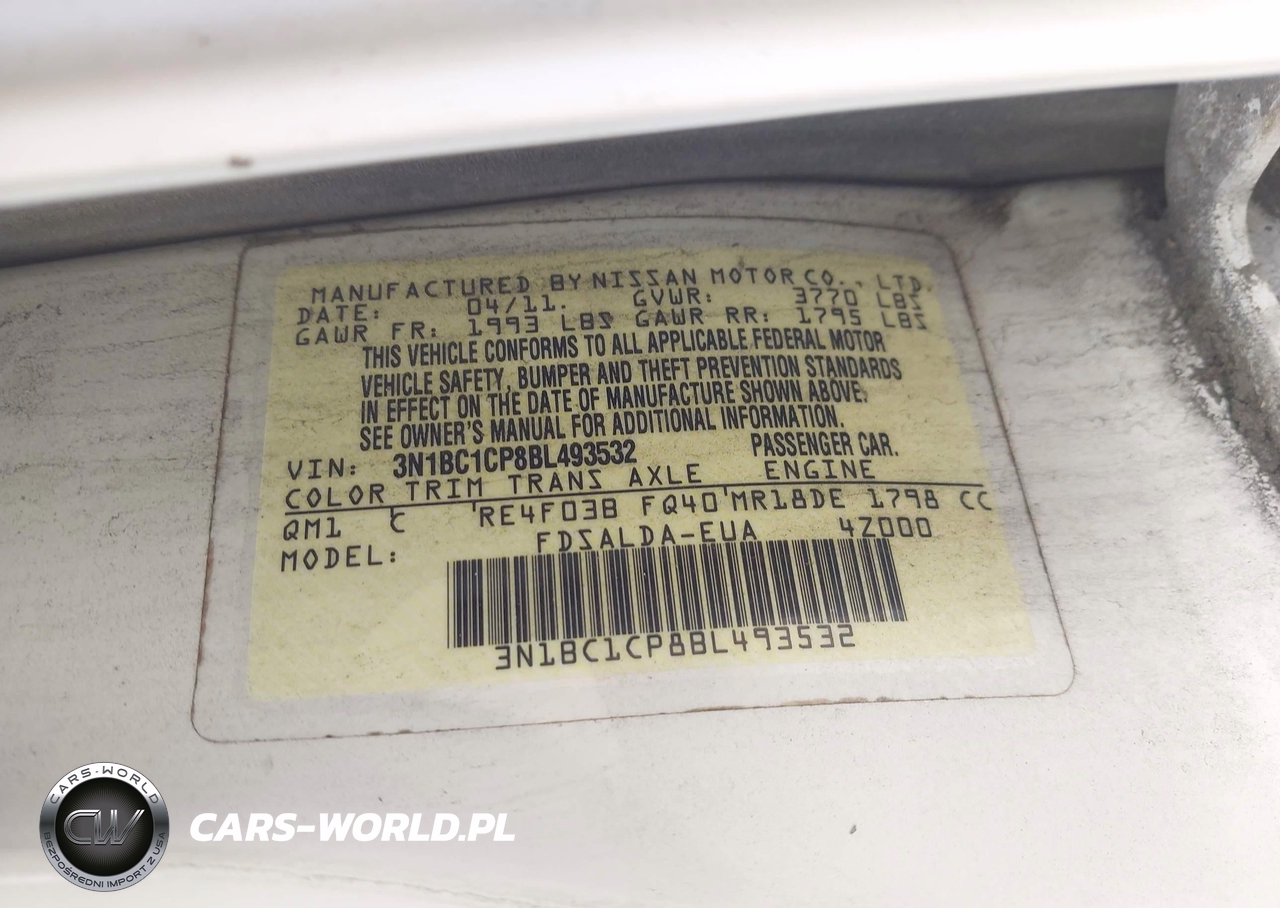 MANUFACTURED BY NISSAN MOTOR CO., LTD.
DATE: 04/11. GVWR: 3770 LBS
GAWR FR: 1993 LBS GAWR RR: 1795 LBS
THIS VEHICLE CONFORMS TO ALL APPLICABLE FEDERAL MOTOR
VEHICLE SAFETY, BUMPER AND THEFT PREVENTION STANDARDS
IN EFFECT ON THE DATE OF MANUFACTURE SHOWN ABOVE.
SEE OWNER'S MANUAL FOR ADDITIONAL INFORMATION.
VIN: 3N1BC1CP8BL493532 PASSENGER CAR.
COLOR TRIM TRANS AXLE ENGINE
QM1 C 'RE4F03B FQ40'MR18DE 1798 CC
MODEL: FDSALDA-EUA 4Z000
3N1BC1CP8BL493532
CARS-WORLD
CW
BEZPOŚREDNI IMPORT Z USA
CARS-WORLD.PL